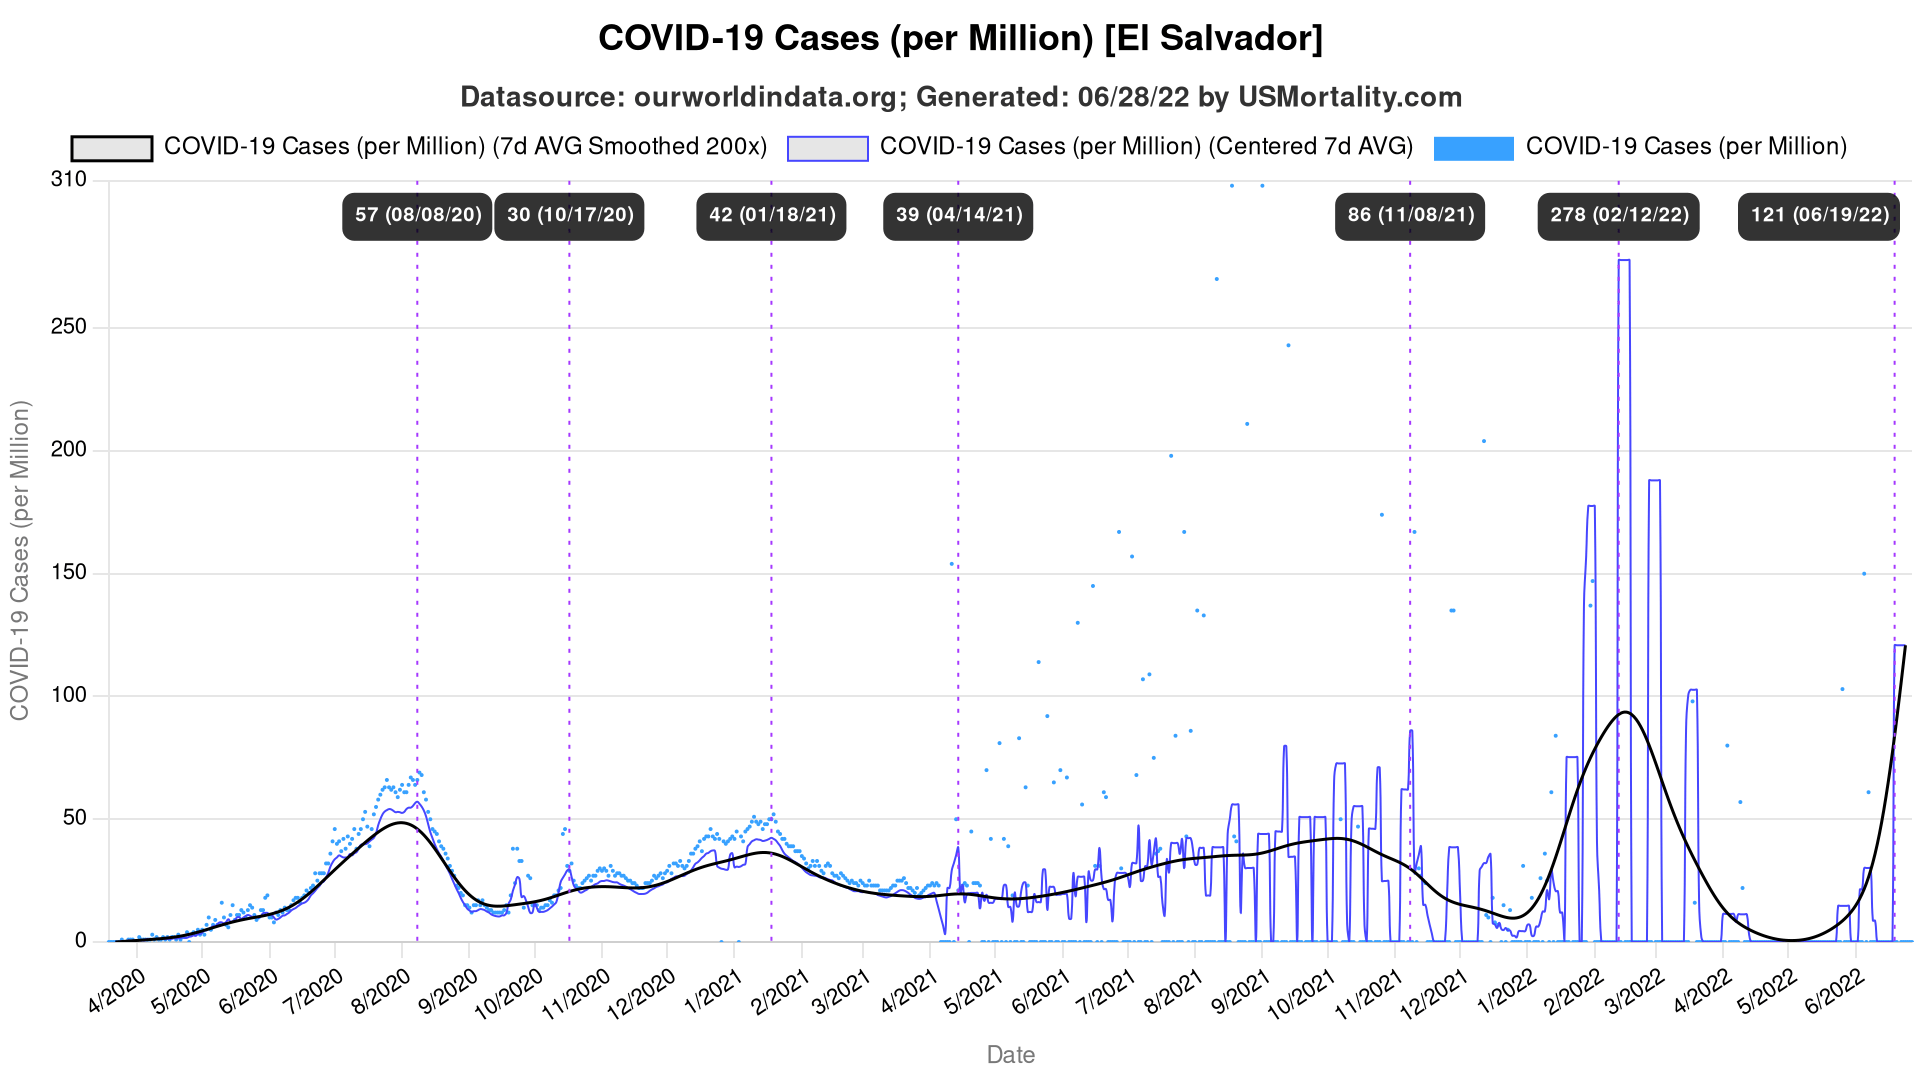 COVID-19 Cases (per Million) [El Salvador]
Datasource: ourworldindata.org; Generated: 06/28/22 by USMortality.com
COVID-19 Cases (per Million) (7d AVG Smoothed 200x) COVID-19 Cases (per Million) (Centered 7d AVG) COVID-19 Cases (per Million)
310
57 (08/08/20) 30 (10/17/20) 42 (01/18/21) 39 (04/14/21) 86 (11/08/21) 278 (02/12/22) 121 (06/19/22)
250
200
150
100
50
0
COVID-19 Cases (per Million)
4/2020 5/2020 6/2020 7/2020 8/2020 9/2020 10/2020 11/2020 12/2020 1/2021 2/2021 3/2021 4/2021 5/2021 6/2021 7/2021 8/2021 9/2021 10/2021 11/2021 12/2021 1/2022 2/2022 3/2022 4/2022 5/2022 6/2022
Date